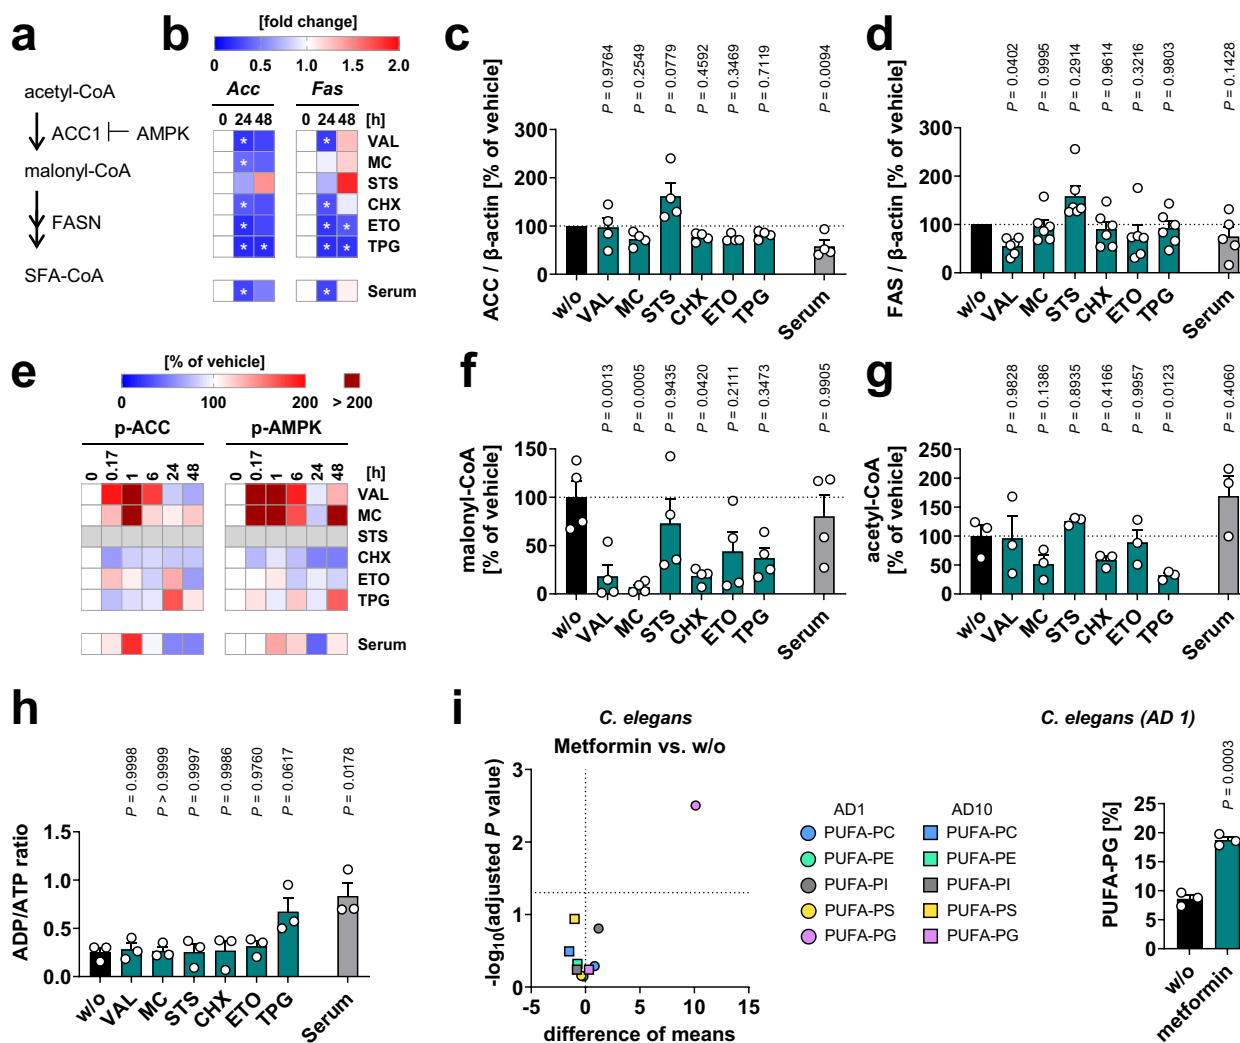 a
acetyl-CoA
ACC1
AMPK
malonyl-CoA
FASN
SFA-CoA
b
[fold change]
0 0.5 1.0 1.5 2.0
Acc Fas
0 24 48 0 24 48 [h]
* * VAL
* MC
STS
* * CHX
* * * ETO
* * * * TPG
* * Serum
c
P = 0.9764
P = 0.2549
P = 0.0779
P = 0.4592
P = 0.3469
P = 0.7119
P = 0.0094
ACC / β-actin [% of vehicle]
300
200
100
0
w/o VAL MC STS CHX ETO TPG Serum
d
P = 0.0402
P = 0.9995
P = 0.2914
P = 0.9614
P = 0.3216
P = 0.9803
P = 0.1428
FAS / β-actin [% of vehicle]
300
200
100
0
w/o VAL MC STS CHX ETO TPG Serum
e
[% of vehicle]
0 100 200 > 200
p-ACC p-AMPK
0 0.17 1 6 24 48 0 0.17 1 6 24 48 [h]
VAL
MC
STS
CHX
ETO
TPG
Serum
f
P = 0.0013
P = 0.0005
P = 0.9435
P = 0.0420
P = 0.2111
P = 0.3473
P = 0.9905
malonyl-CoA
[% of vehicle]
150
100
50
0
w/o VAL MC STS CHX ETO TPG Serum
g
P = 0.9828
P = 0.1386
P = 0.8935
P = 0.4166
P = 0.9957
P = 0.0123
P = 0.4060
acetyl-CoA
[% of vehicle]
250
200
150
100
50
0
w/o VAL MC STS CHX ETO TPG Serum
h
P = 0.9998
P > 0.9999
P = 0.9997
P = 0.9986
P = 0.9760
P = 0.0617
P = 0.0178
ADP/ATP ratio
1.5
1.0
0.5
0.0
w/o VAL MC STS CHX ETO TPG Serum
i
C. elegans
Metformin vs. w/o
-log10(adjusted P value)
3
2
1
0
-5 0 5 10 15
difference of means
AD1 AD10
PUFA-PC PUFA-PC
PUFA-PE PUFA-PE
PUFA-PI PUFA-PI
PUFA-PS PUFA-PS
PUFA-PG PUFA-PG
C. elegans (AD 1)
P = 0.0003
PUFA-PG [%]
25
20
15
10
5
0
w/o metformin